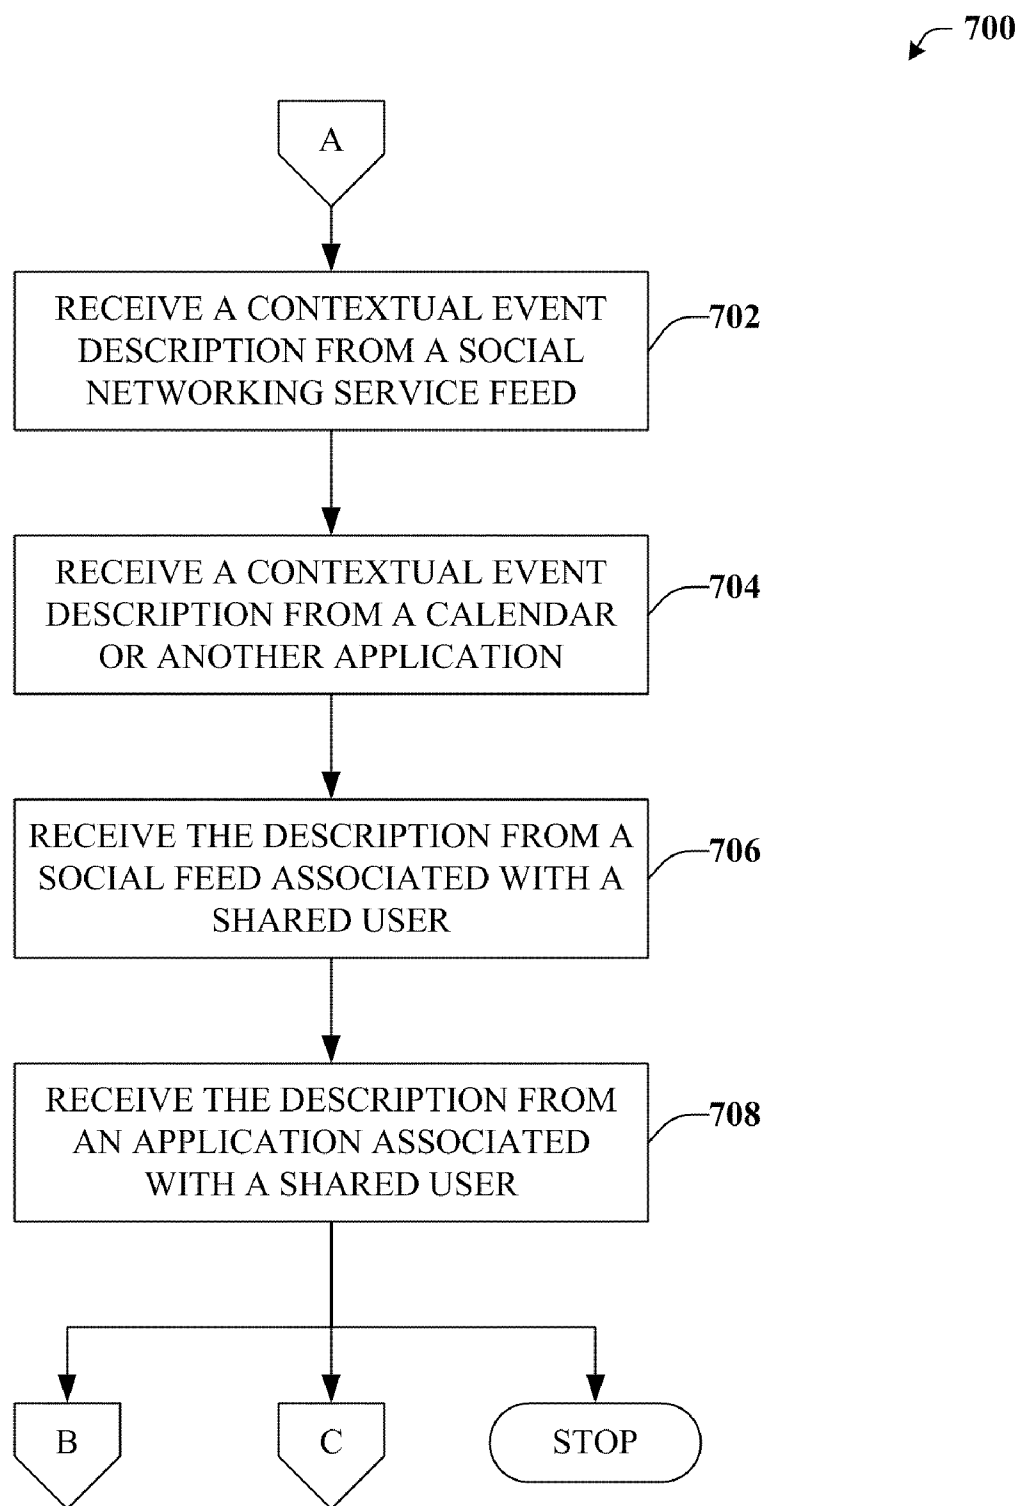 700
A
RECEIVE A CONTEXTUAL EVENT
DESCRIPTION FROM A SOCIAL
NETWORKING SERVICE FEED
702
RECEIVE A CONTEXTUAL EVENT
DESCRIPTION FROM A CALENDAR
OR ANOTHER APPLICATION
704
RECEIVE THE DESCRIPTION FROM A
SOCIAL FEED ASSOCIATED WITH A
SHARED USER
706
RECEIVE THE DESCRIPTION FROM
AN APPLICATION ASSOCIATED
WITH A SHARED USER
708
B
C
STOP